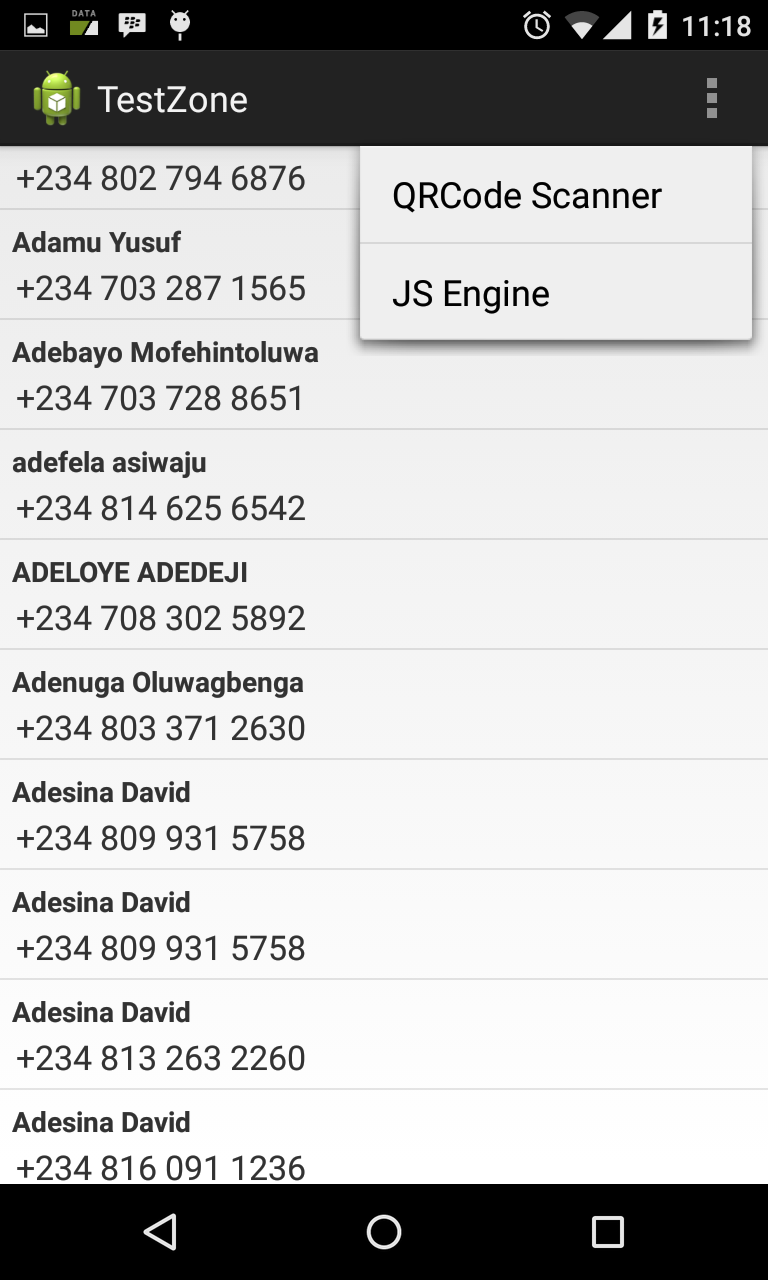 DATA
11:18
TestZone
+234 802 794 6876
QRCode Scanner
Adamu Yusuf
+234 703 287 1565
JS Engine
Adebayo Mofehintoluwa
+234 703 728 8651
adefela asiwaju
+234 814 625 6542
ADELOYE ADEDEJI
+234 708 302 5892
Adenuga Oluwagbenga
+234 803 371 2630
Adesina David
+234 809 931 5758
Adesina David
+234 809 931 5758
Adesina David
+234 813 263 2260
Adesina David
+234 816 091 1236